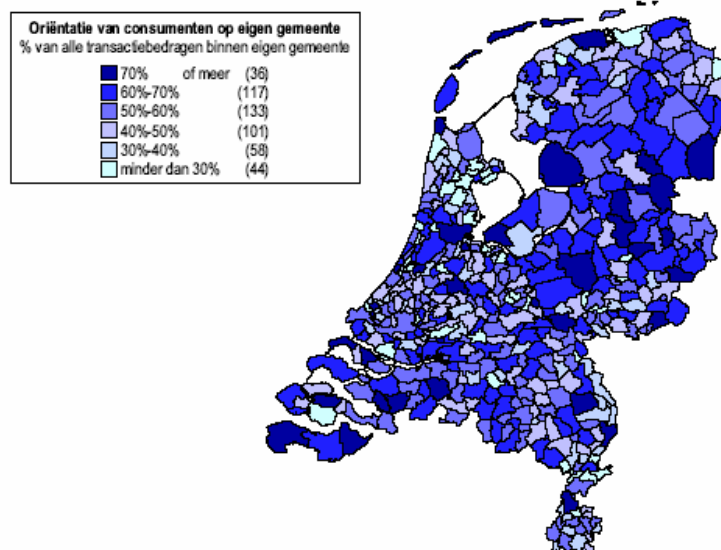 Oriëntatie van consumenten op eigen gemeente
% van alle transactiebedragen binnen eigen gemeente
70% of meer (36)
60%-70% (117)
50%-60% (133)
40%-50% (101)
30%-40% (58)
minder dan 30% (44)